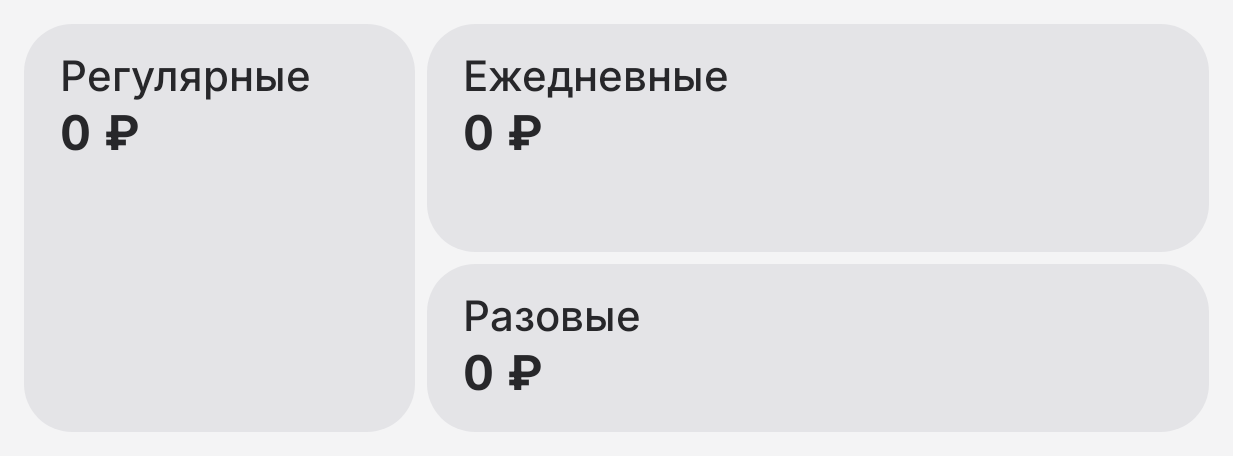 Регулярные
0 ₽
Ежедневные
0 ₽
Разовые
0 ₽